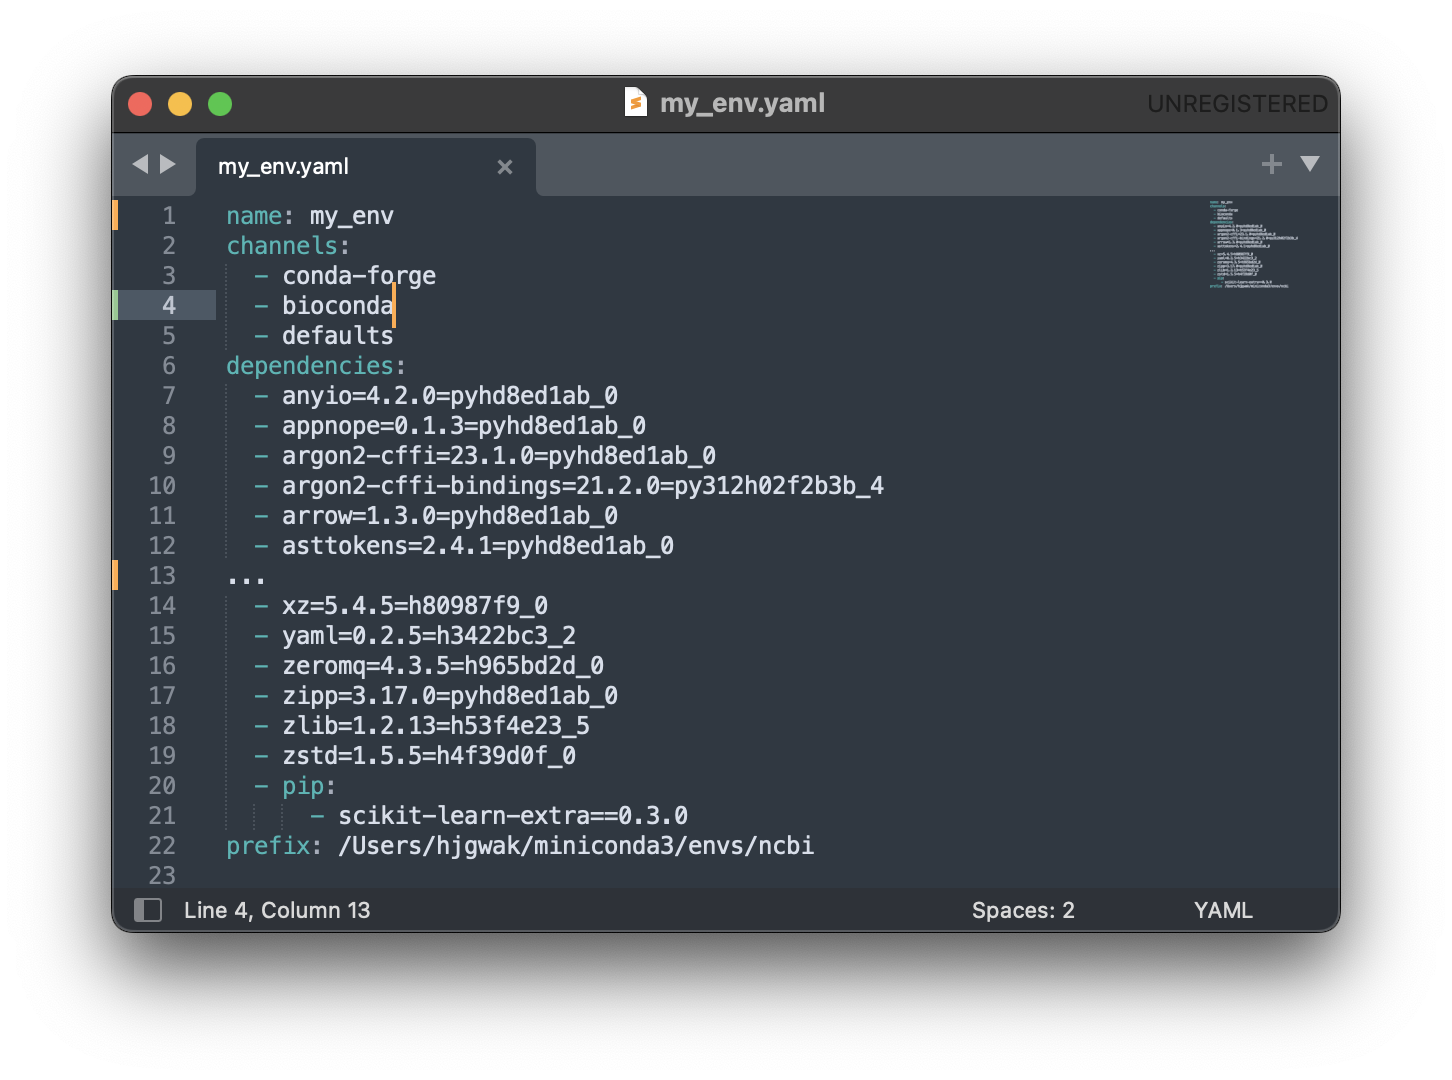 my_env.yaml
UNREGISTERED
my_env.yaml
1 name: my_env
2 channels:
3   - conda-forge
4   - bioconda
5   - defaults
6 dependencies:
7   - anyio=4.2.0=pyhd8ed1ab_0
8   - appnope=0.1.3=pyhd8ed1ab_0
9   - argon2-cffi=23.1.0=pyhd8ed1ab_0
10   - argon2-cffi-bindings=21.2.0=py312h02f2b3b_4
11   - arrow=1.3.0=pyhd8ed1ab_0
12   - asttokens=2.4.1=pyhd8ed1ab_0
13 ...
14   - xz=5.4.5=h80987f9_0
15   - yaml=0.2.5=h3422bc3_2
16   - zeromq=4.3.5=h965bd2d_0
17   - zipp=3.17.0=pyhd8ed1ab_0
18   - zlib=1.2.13=h53f4e23_5
19   - zstd=1.5.5=h4f39d0f_0
20   - pip:
21       - scikit-learn-extra==0.3.0
22 prefix: /Users/hjgwak/miniconda3/envs/ncbi
23
Line 4, Column 13
Spaces: 2
YAML